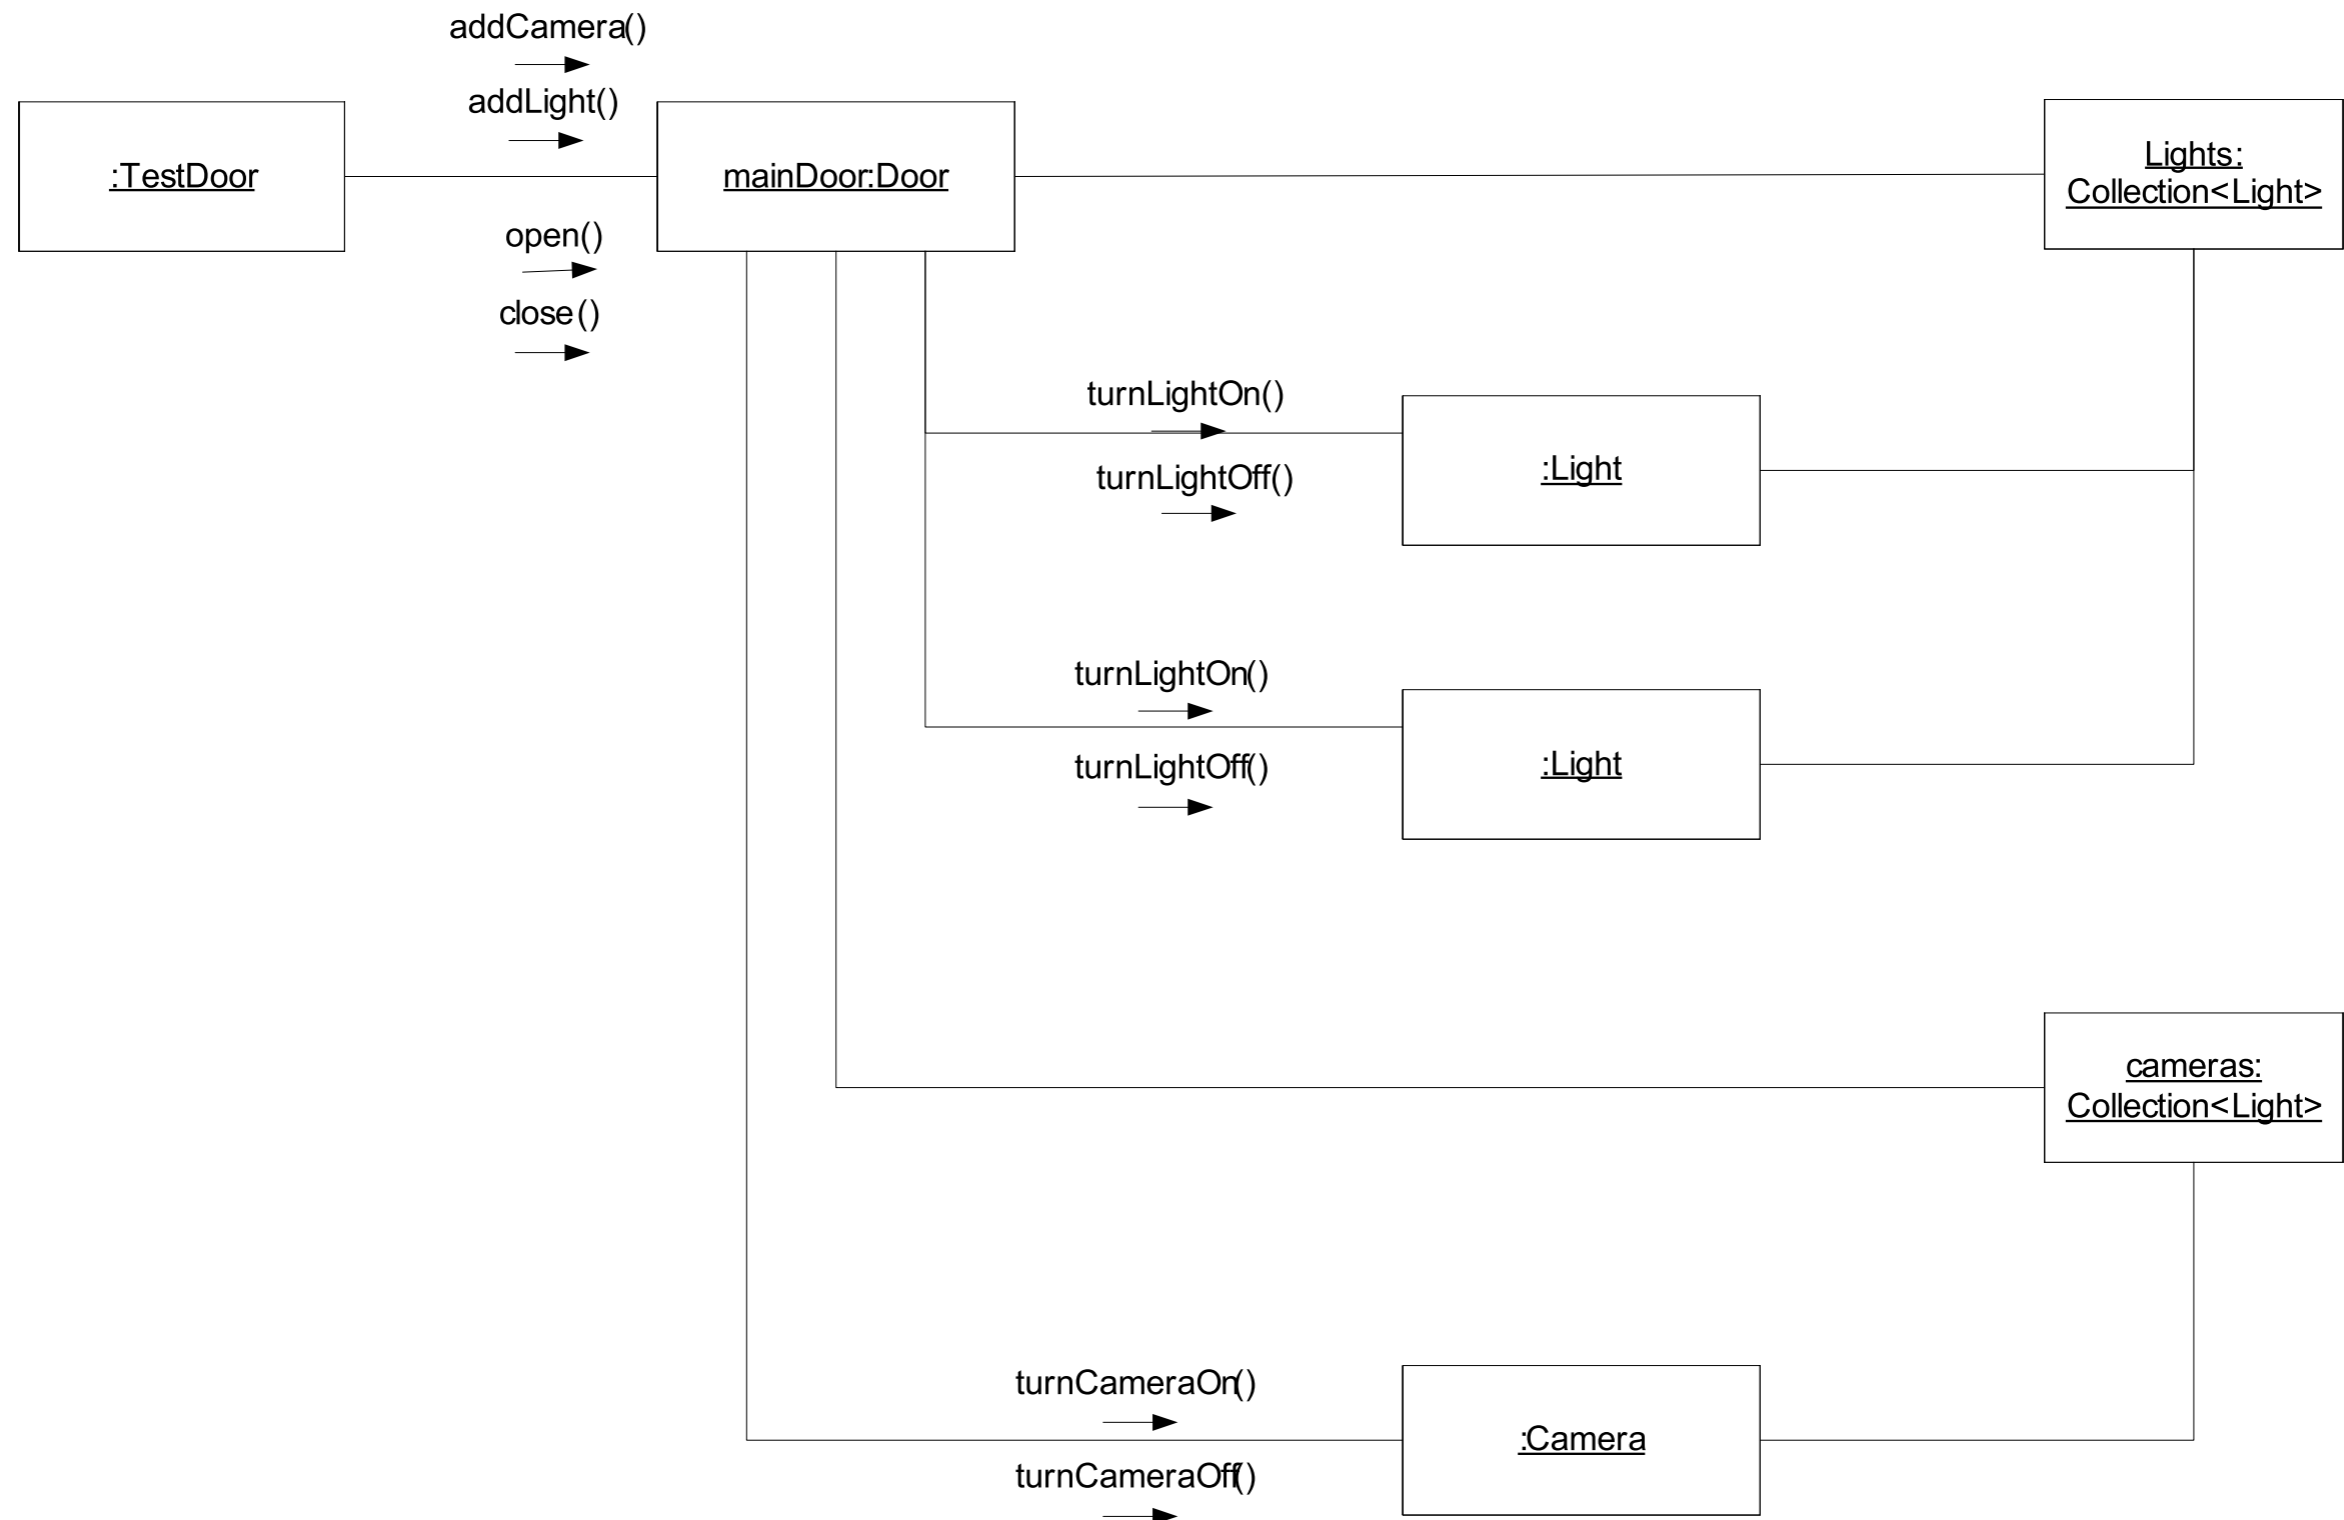 addCamera()
addLight()
:TestDoor
mainDoor:Door
Lights:
Collection<Light>
open()
close()
turnLightOn()
:Light
turnLightOff()
turnLightOn()
:Light
turnLightOff()
cameras:
Collection<Light>
turnCameraOn()
:Camera
turnCameraOff()